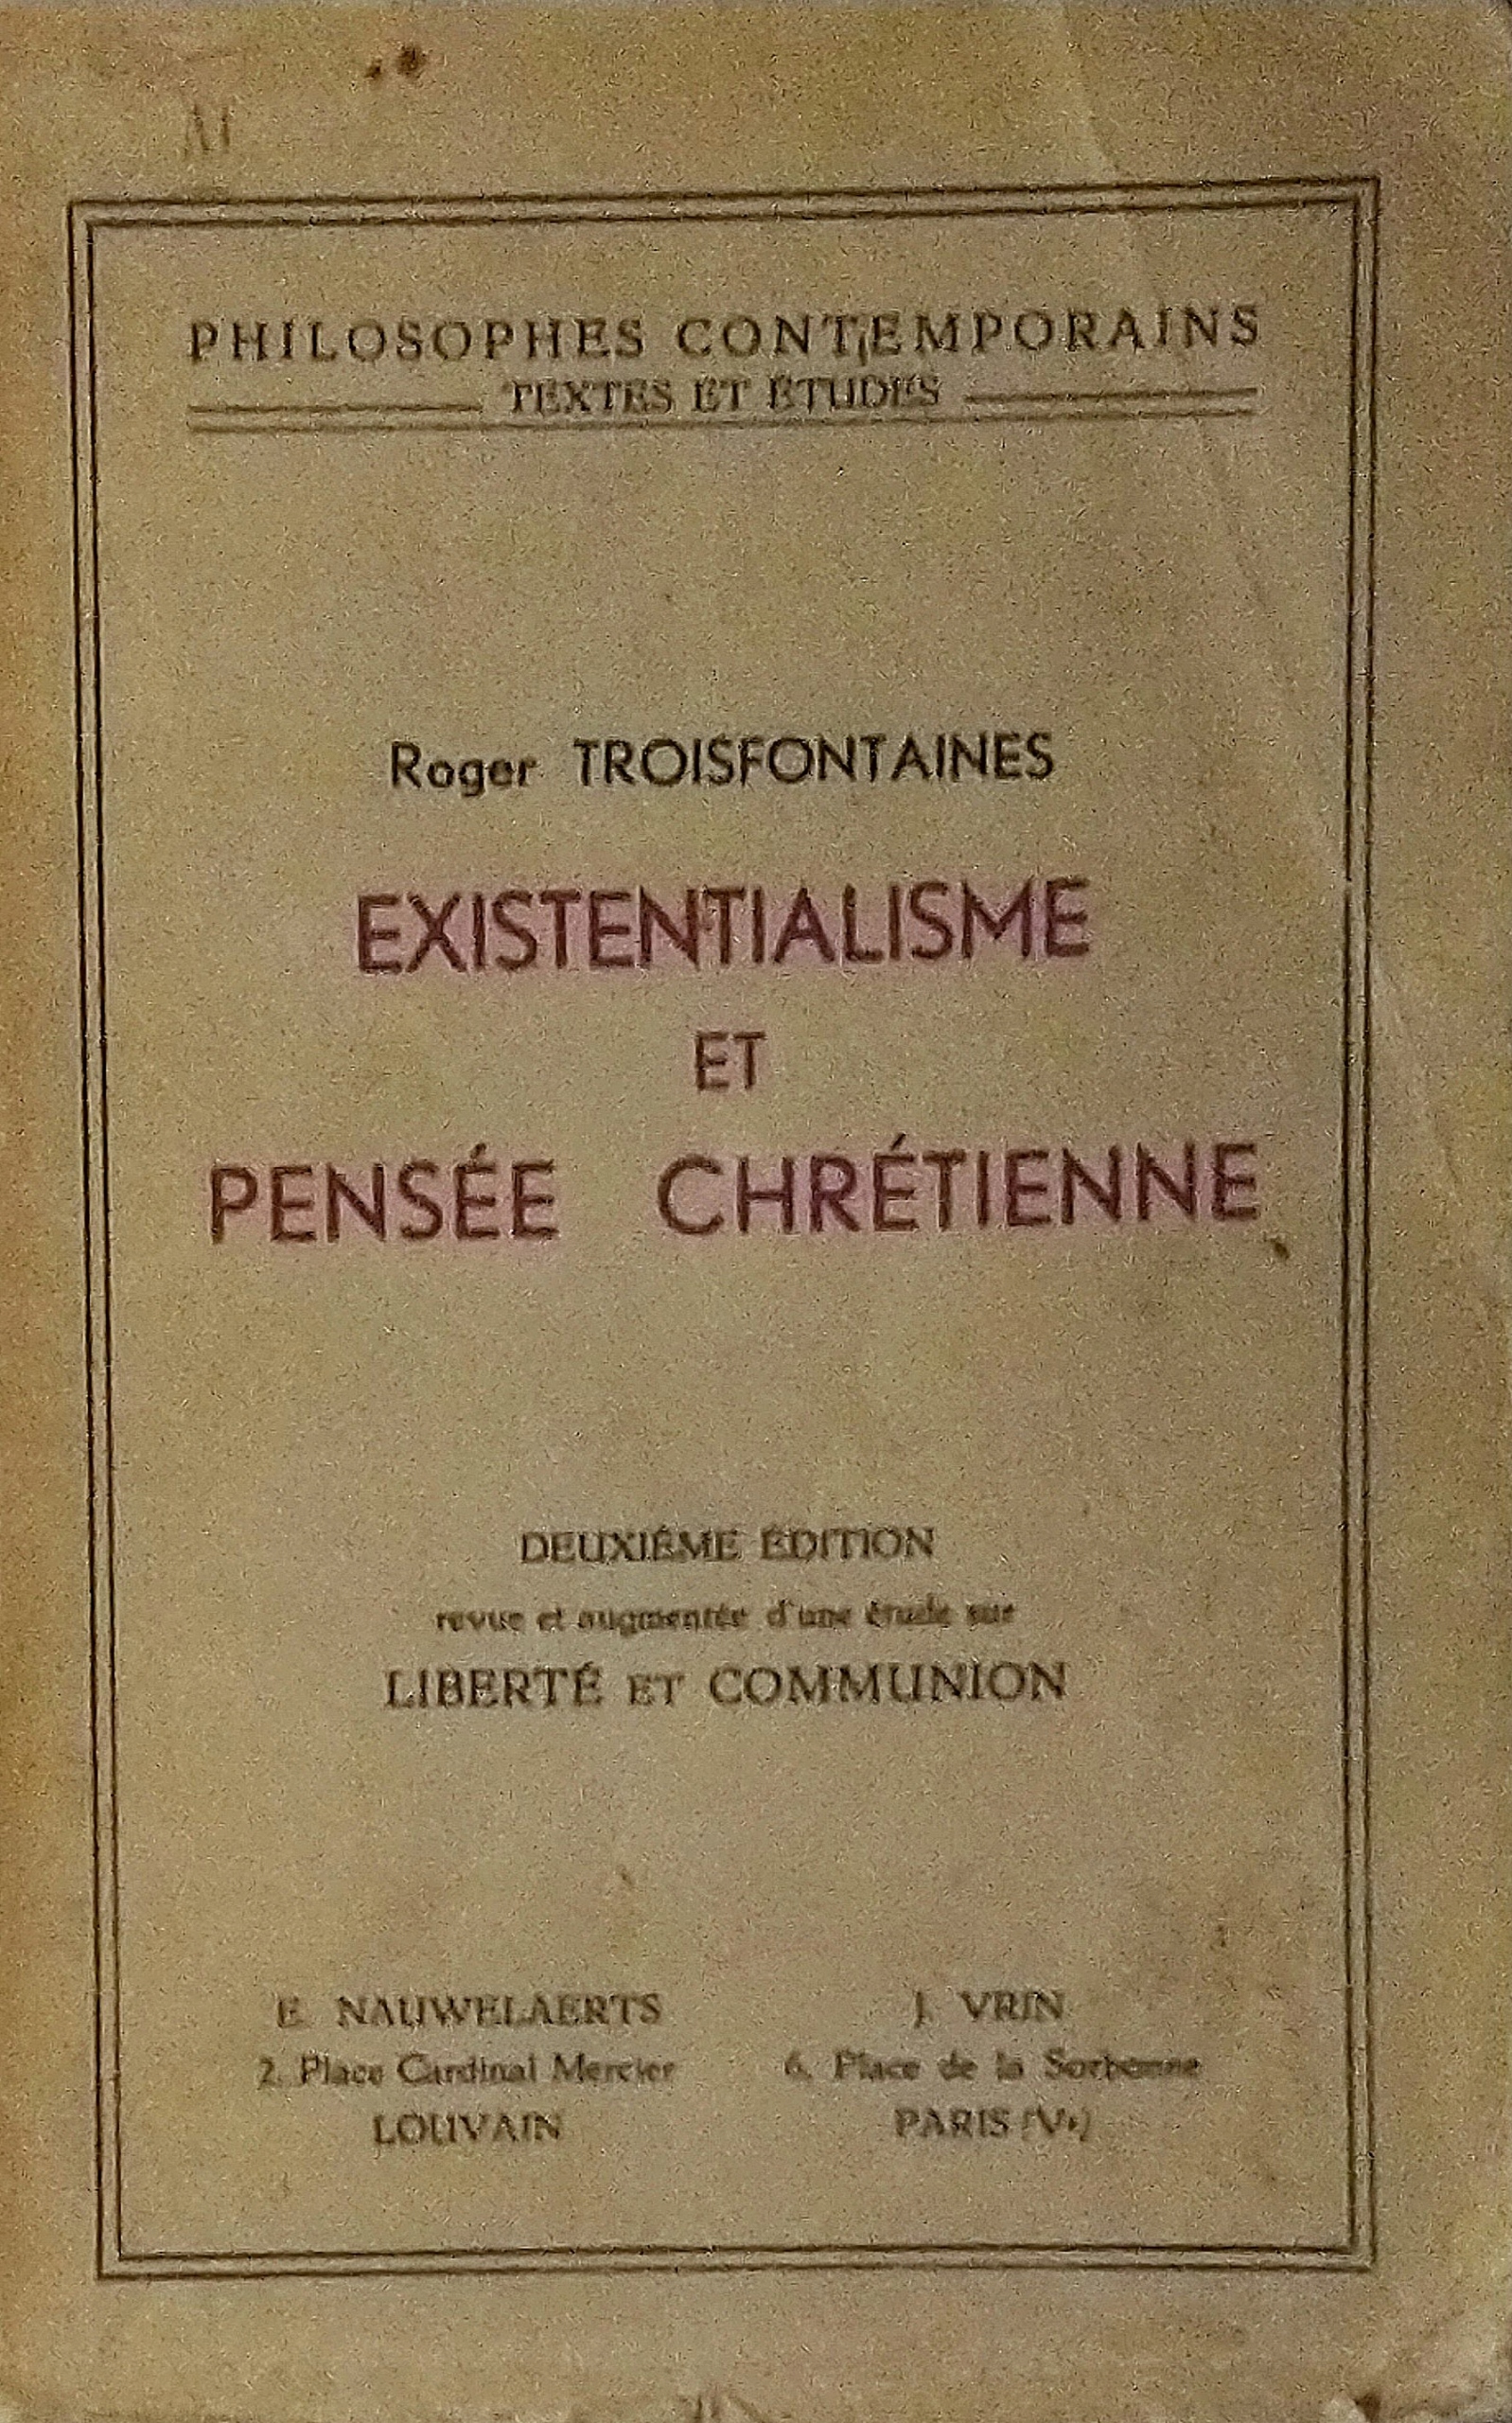 PHILOSOPHES CONTEMPORAINS
TEXTES ET ÉTUDES
Roger TROISFONTAINES
EXISTENTIALISME
ET
PENSÉE CHRÉTIENNE
DEUXIÈME ÉDITION
revue et augmentée d'une étude sur
LIBERTÉ ET COMMUNION
E. NAUWELAERTS
2, Place Cardinal Mercier
LOUVAIN
J. VRIN
6, Place de la Sorbonne
PARIS (Ve)